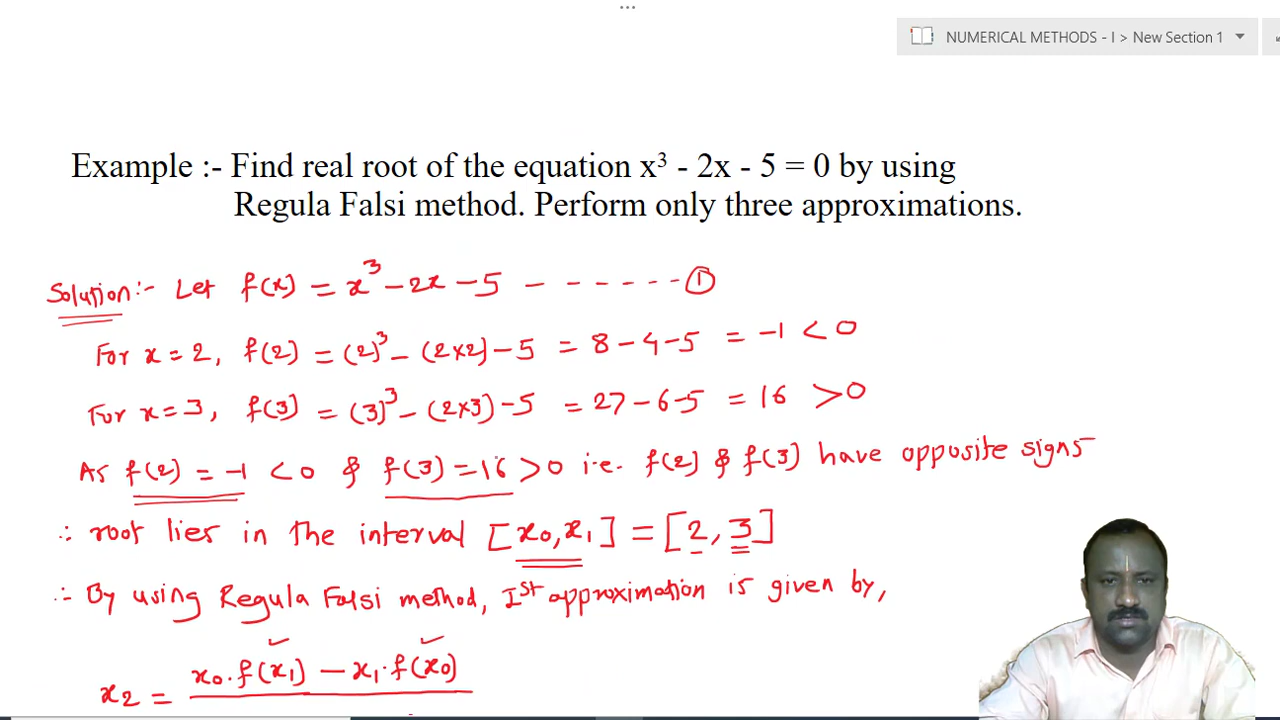 ...
NUMERICAL METHODS - I > New Section 1
Example :- Find real root of the equation x³ - 2x - 5 = 0 by using
Regula Falsi method. Perform only three approximations.
Solution:- Let f(x) = x³ - 2x - 5 - - - - - - - ①
For x = 2, f(2) = (2)³ - (2x2) - 5 = 8 - 4 - 5 = -1 < 0
For x = 3, f(3) = (3)³ - (2x3) - 5 = 27 - 6 - 5 = 16 > 0
As f(2) = -1 < 0 & f(3) = 16 > 0 i.e. f(2) & f(3) have opposite signs
∴ root lies in the interval [x₀, x₁] = [2, 3]
∴ By using Regula Falsi method, Iˢᵗ approximation is given by,
x₂ = x₀·f(x₁) - x₁·f(x₀)